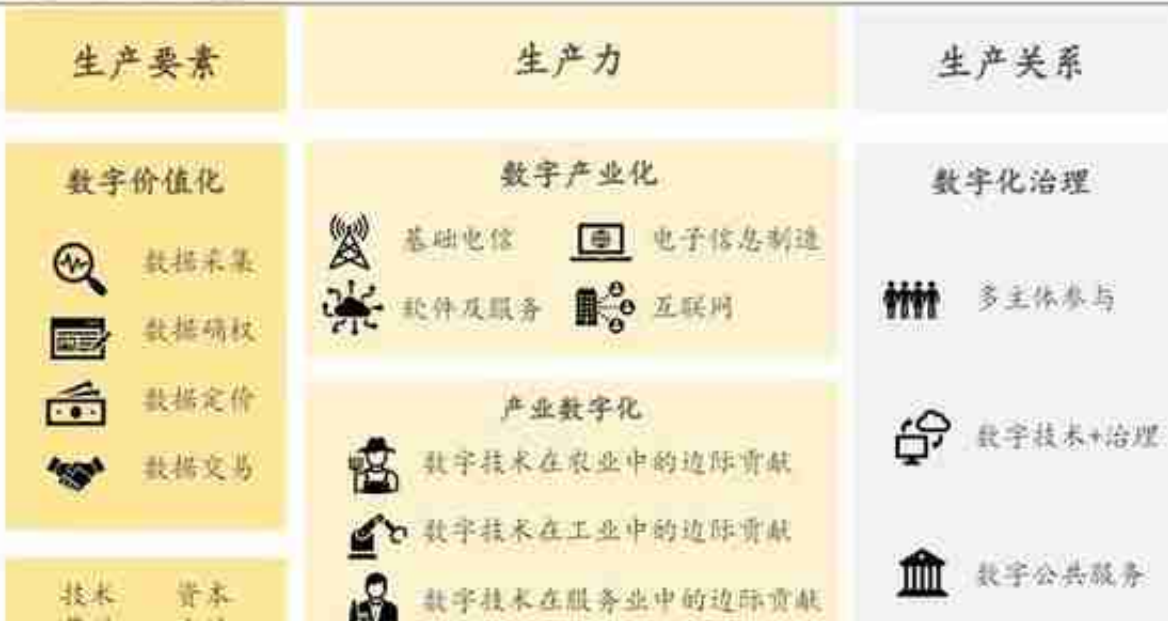 生产要素
生产力
生产关系
数字价值化
数据采集
数据确权
数据定价
数据交易
技术 资本
数字产业化
基础电信 电子信息制造
软件及服务 互联网
产业数字化
数字技术在农业中的边际贡献
数字技术在工业中的边际贡献
数字技术在服务业中的边际贡献
数字化治理
多主体参与
数字技术+治理
数字公共服务